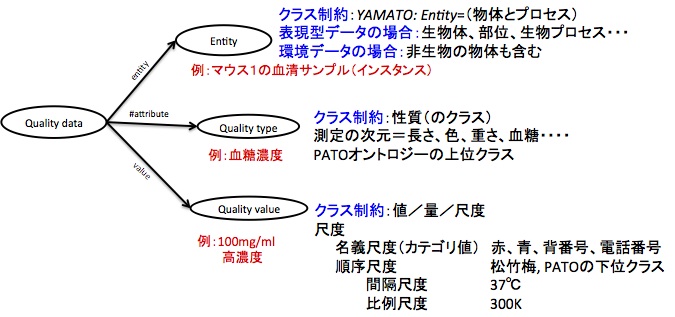 クラス制約：YAMATO: Entity=（物体とプロセス）
表現型データの場合：生物体、部位、生物プロセス・・・
環境データの場合：非生物の物体も含む
Entity
例：マウス1の血清サンプル（インスタンス）
entity
Quality data
#attribute
Quality type
クラス制約：性質（のクラス）
測定の次元＝長さ、色、重さ、血糖・・・・
PATOオントロジーの上位クラス
例：血糖濃度
value
Quality value
クラス制約：値／量／尺度
尺度
名義尺度（カテゴリ値） 赤、青、背番号、電話番号
順序尺度 松竹梅, PATOの下位クラス
間隔尺度 37℃
比例尺度 300K
例：100mg/ml
高濃度